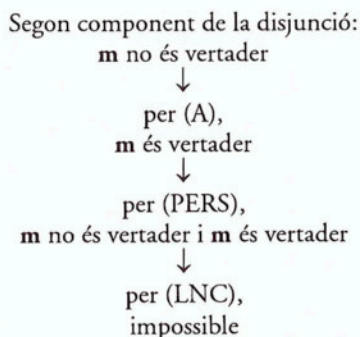 Segon component de la disjunció:
m no és vertader
↓
per (A),
m és vertader
↓
per (PERS),
m no és vertader i m és vertader
↓
per (LNC),
impossible